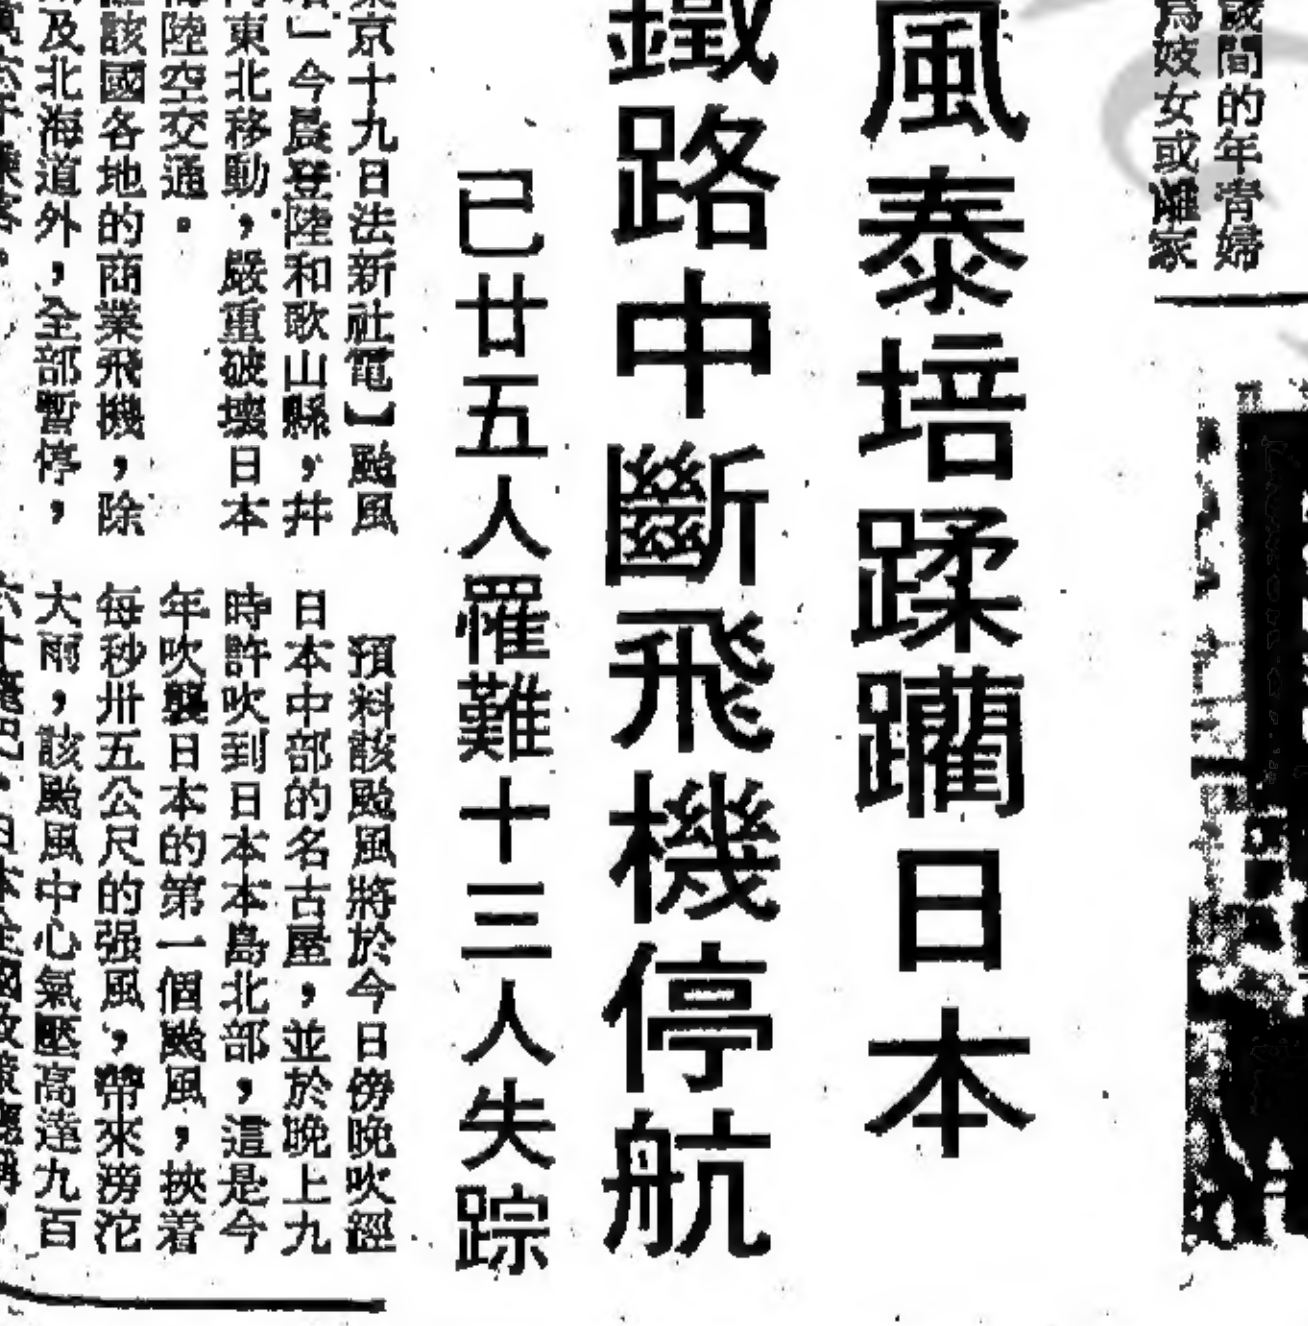 歲間的年青婦
爲妓女或離家
風泰培蹂躪日本
鐵路中斷飛機停航
已廿五人罹難十三人失踪
京十九日法新社電】颱風
」今晨登陸和歌山縣，幷
東北移動，嚴重破壞日本
陸空交通。
該國各地的商業飛機，除
及北海道外，全部暫停，
預料該颱風將於今日傍晚吹經
日本中部的名古屋，並於晚上九
時許吹到日本本島北部，這是今
年吹襲日本的第一個颱風，挾着
每秒卅五公尺的强風，帶來滂沱
大雨，該颱風中心氣壓高達九百